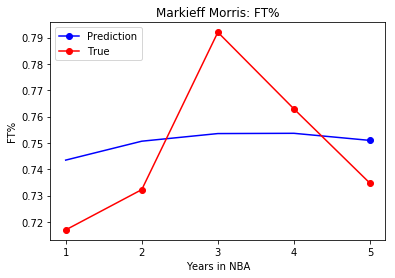 Markieff Morris: FT%
Prediction
True
FT%
0.79
0.78
0.77
0.76
0.75
0.74
0.73
0.72
1 2 3 4 5
Years in NBA